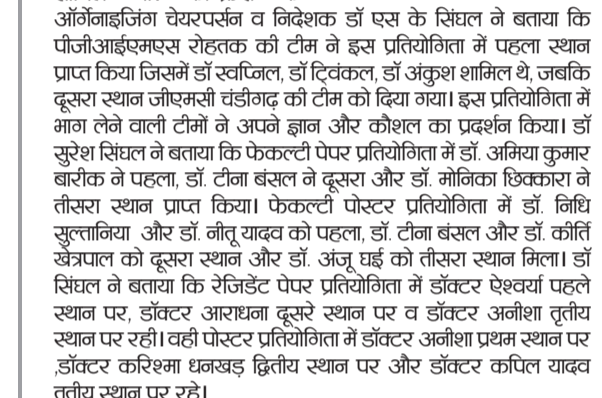 ऑर्गेनाइजिंग चेयरपर्सन व निदेशक डॉ एस के सिंघल ने बताया कि
पीजीआईएमएस रोहतक की टीम ने इस प्रतियोगिता में पहला स्थान
प्राप्त किया जिसमें डॉ स्वप्निल, डॉ ट्विंकल, डॉ अंकुश शामिल थे, जबकि
दूसरा स्थान जीएमसी चंडीगढ़ की टीम को दिया गया। इस प्रतियोगिता में
भाग लेने वाली टीमों ने अपने ज्ञान और कौशल का प्रदर्शन किया। डॉ
सुरेश सिंघल ने बताया कि फेकल्टी पेपर प्रतियोगिता में डॉ. अमिया कुमार
बारीक ने पहला, डॉ. टीना बंसल ने दूसरा और डॉ. मोनिका छिक्कारा ने
तीसरा स्थान प्राप्त किया। फेकल्टी पोस्टर प्रतियोगिता में डॉ. निधि
सुल्तानिया और डॉ. नीतू यादव को पहला, डॉ. टीना बंसल और डॉ. कीर्ति
खेत्रपाल को दूसरा स्थान और डॉ. अंजू घई को तीसरा स्थान मिला। डॉ
सिंघल ने बताया कि रेजिडेंट पेपर प्रतियोगिता में डॉक्टर ऐश्वर्या पहले
स्थान पर, डॉक्टर आराधना दूसरे स्थान पर व डॉक्टर अनीशा तृतीय
स्थान पर रही। वही पोस्टर प्रतियोगिता में डॉक्टर अनीशा प्रथम स्थान पर
,डॉक्टर करिश्मा धनखड़ द्वितीय स्थान पर और डॉक्टर कपिल यादव
तृतीय स्थान पर रहे।